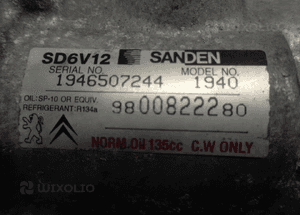 SD6V12 SANDEN
SERIAL NO. MODEL NO.
1946507244 1940
OIL: SP-10 OR EQUIV.
REFRIGERANT: R134a
9800822280
NORM.Oil 135cc C.W ONLY
WIXOLIO